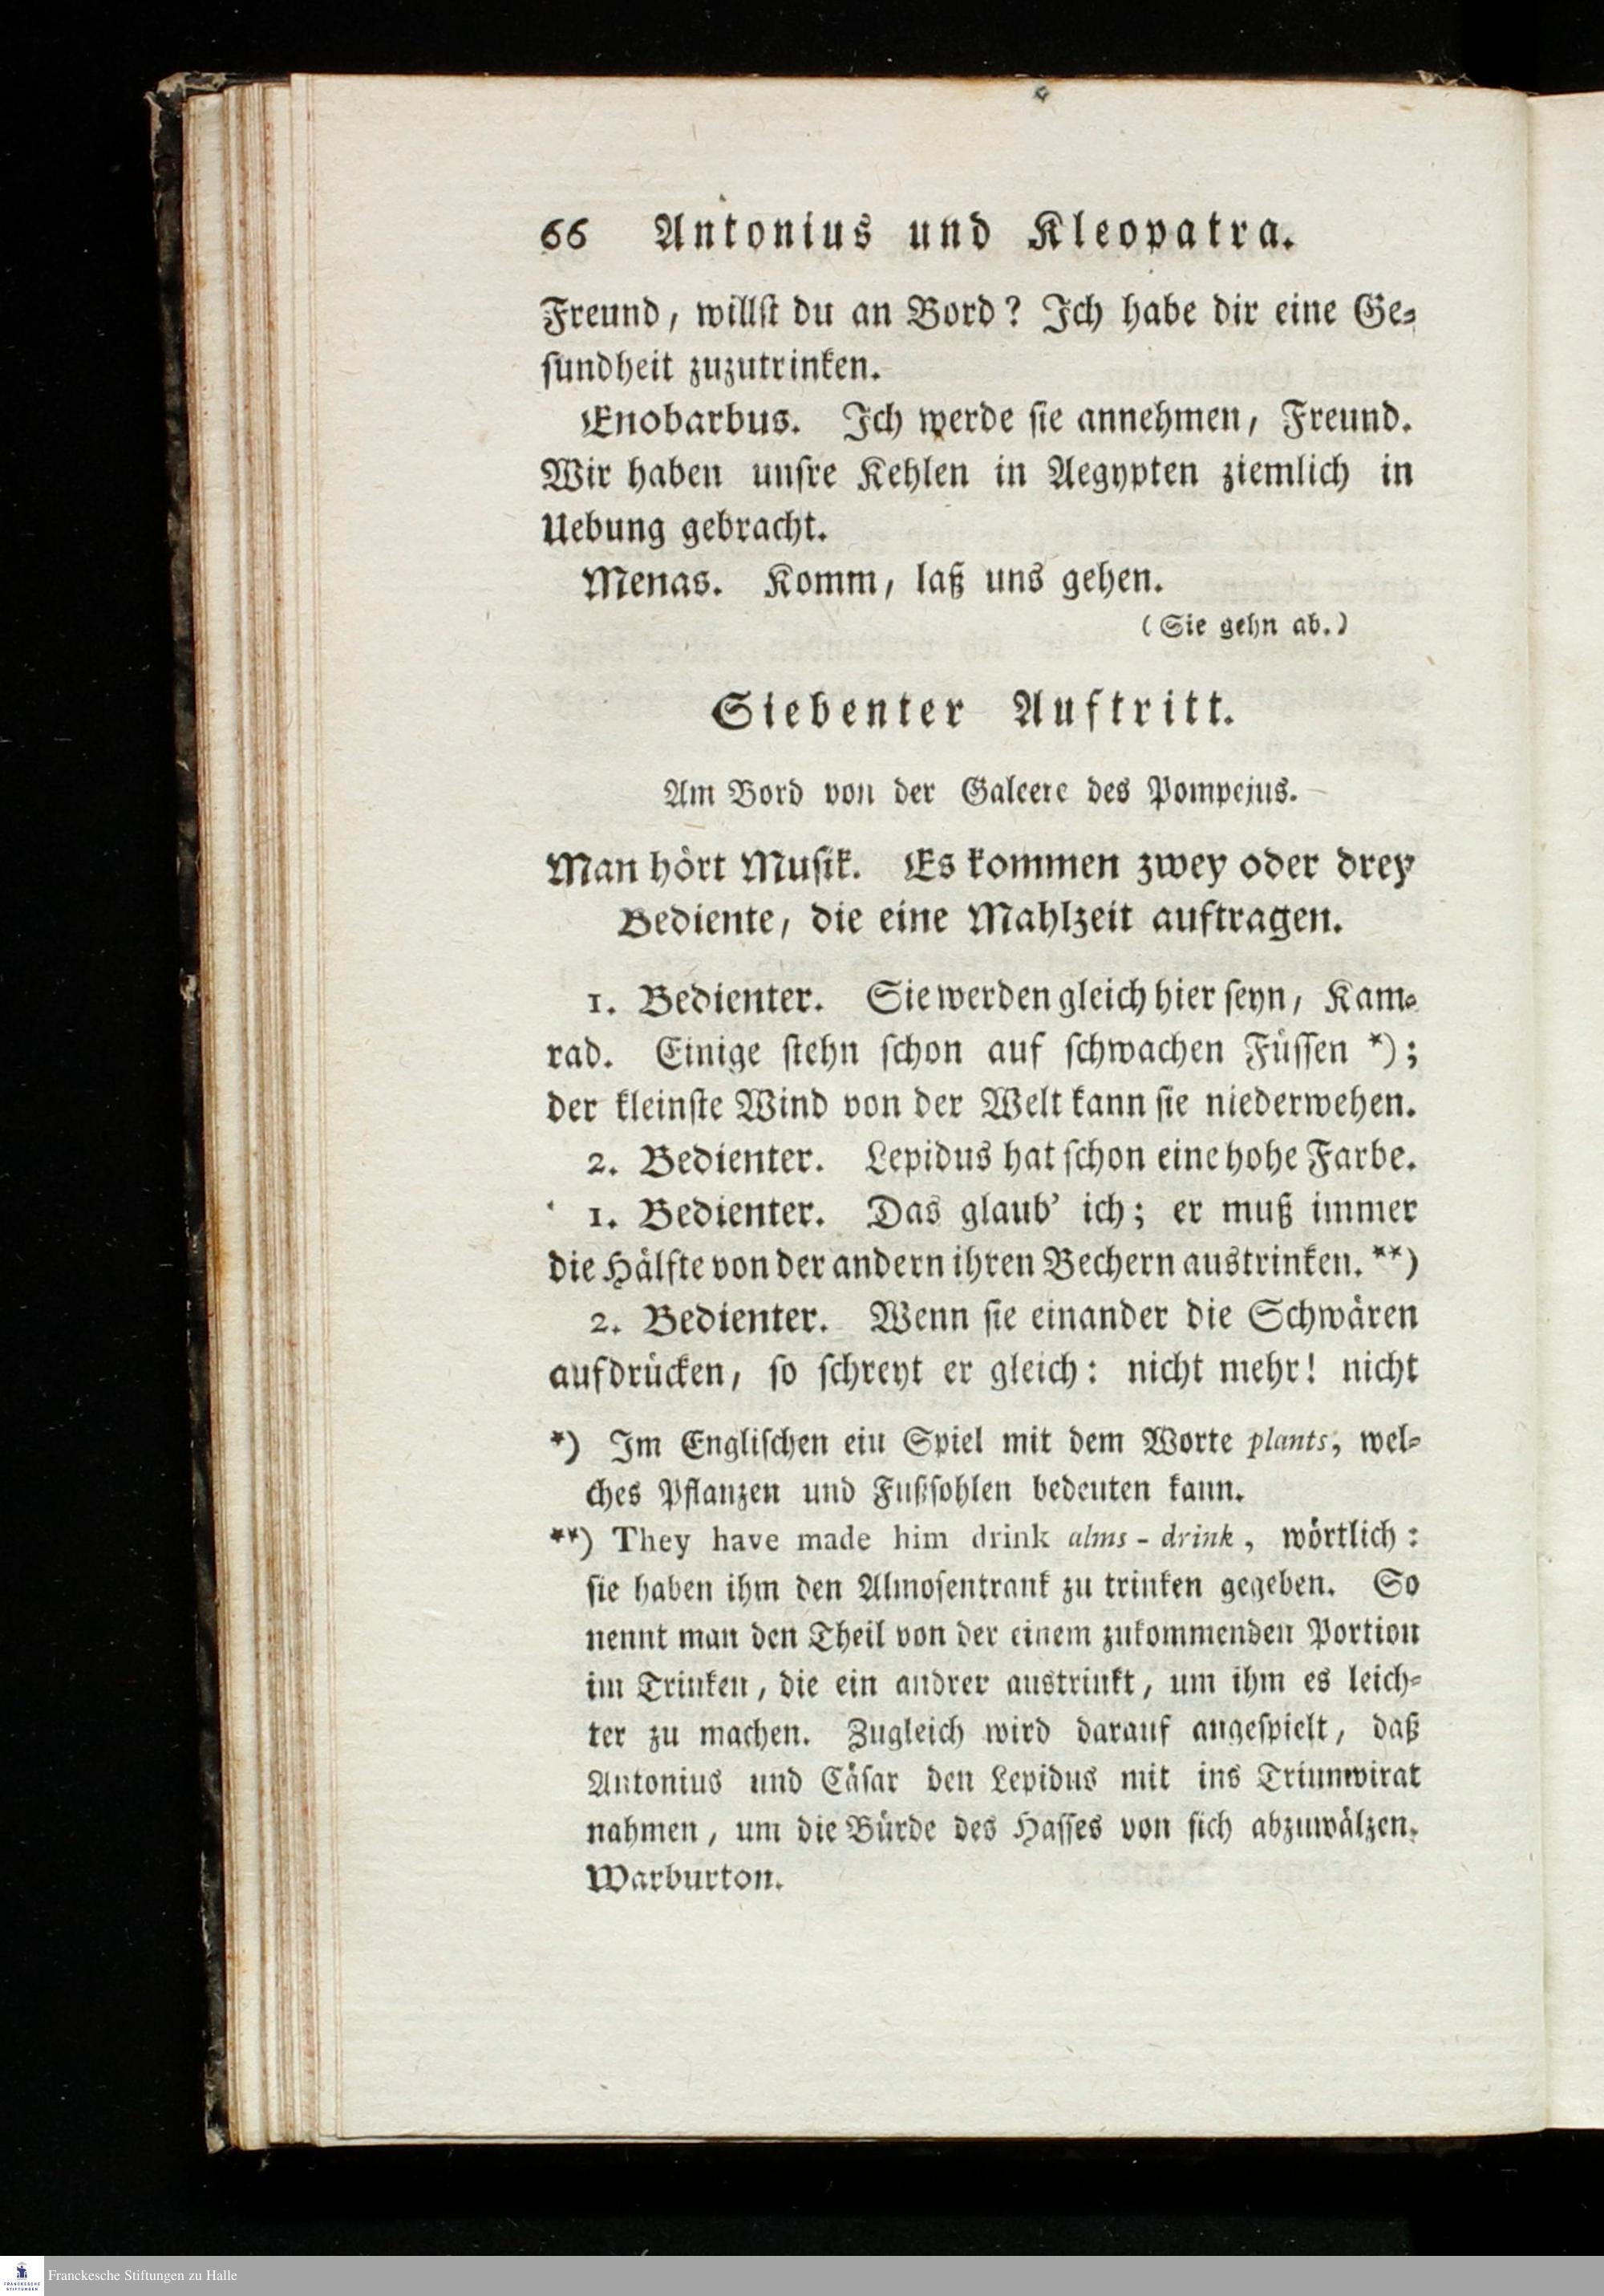 66 Antonius und Kleopatra.
Freund, willst du an Bord? Ich habe dir eine Ge-
sundheit zuzutrinken.
Enobarbus. Ich werde sie annehmen, Freund.
Wir haben unsre Kehlen in Aegypten ziemlich in
Uebung gebracht.
Menas. Komm, laß uns gehen.
(Sie gehn ab.)
Siebenter Auftritt.
Am Bord von der Galeere des Pompejus.
Man hört Musik. Es kommen zwey oder drey
Bediente, die eine Mahlzeit auftragen.
1. Bedienter. Sie werden gleich hier seyn, Kam-
rad. Einige stehn schon auf schwachen Füssen *);
der kleinste Wind von der Welt kann sie niederwehen.
2. Bedienter. Lepidus hat schon eine hohe Farbe.
1. Bedienter. Das glaub' ich; er muß immer
die Hälfte von der andern ihren Bechern austrinken. **)
2. Bedienter. Wenn sie einander die Schwären
aufdrücken, so schreyt er gleich: nicht mehr! nicht
*) Im Englischen ein Spiel mit dem Worte plants, wel-
ches Pflanzen und Fußsohlen bedeuten kann.
**) They have made him drink alms - drink, wörtlich:
sie haben ihm den Almosentrank zu trinken gegeben. So
nennt man den Theil von der einem zukommenden Portion
im Trinken, die ein andrer austrinkt, um ihm es leich-
ter zu machen. Zugleich wird darauf angespielt, daß
Antonius und Cäsar den Lepidus mit ins Triumvirat
nahmen, um die Bürde des Hasses von sich abzuwälzen.
Warburton.
FRANCKESCHE
STIFTUNGEN
Franckesche Stiftungen zu Halle